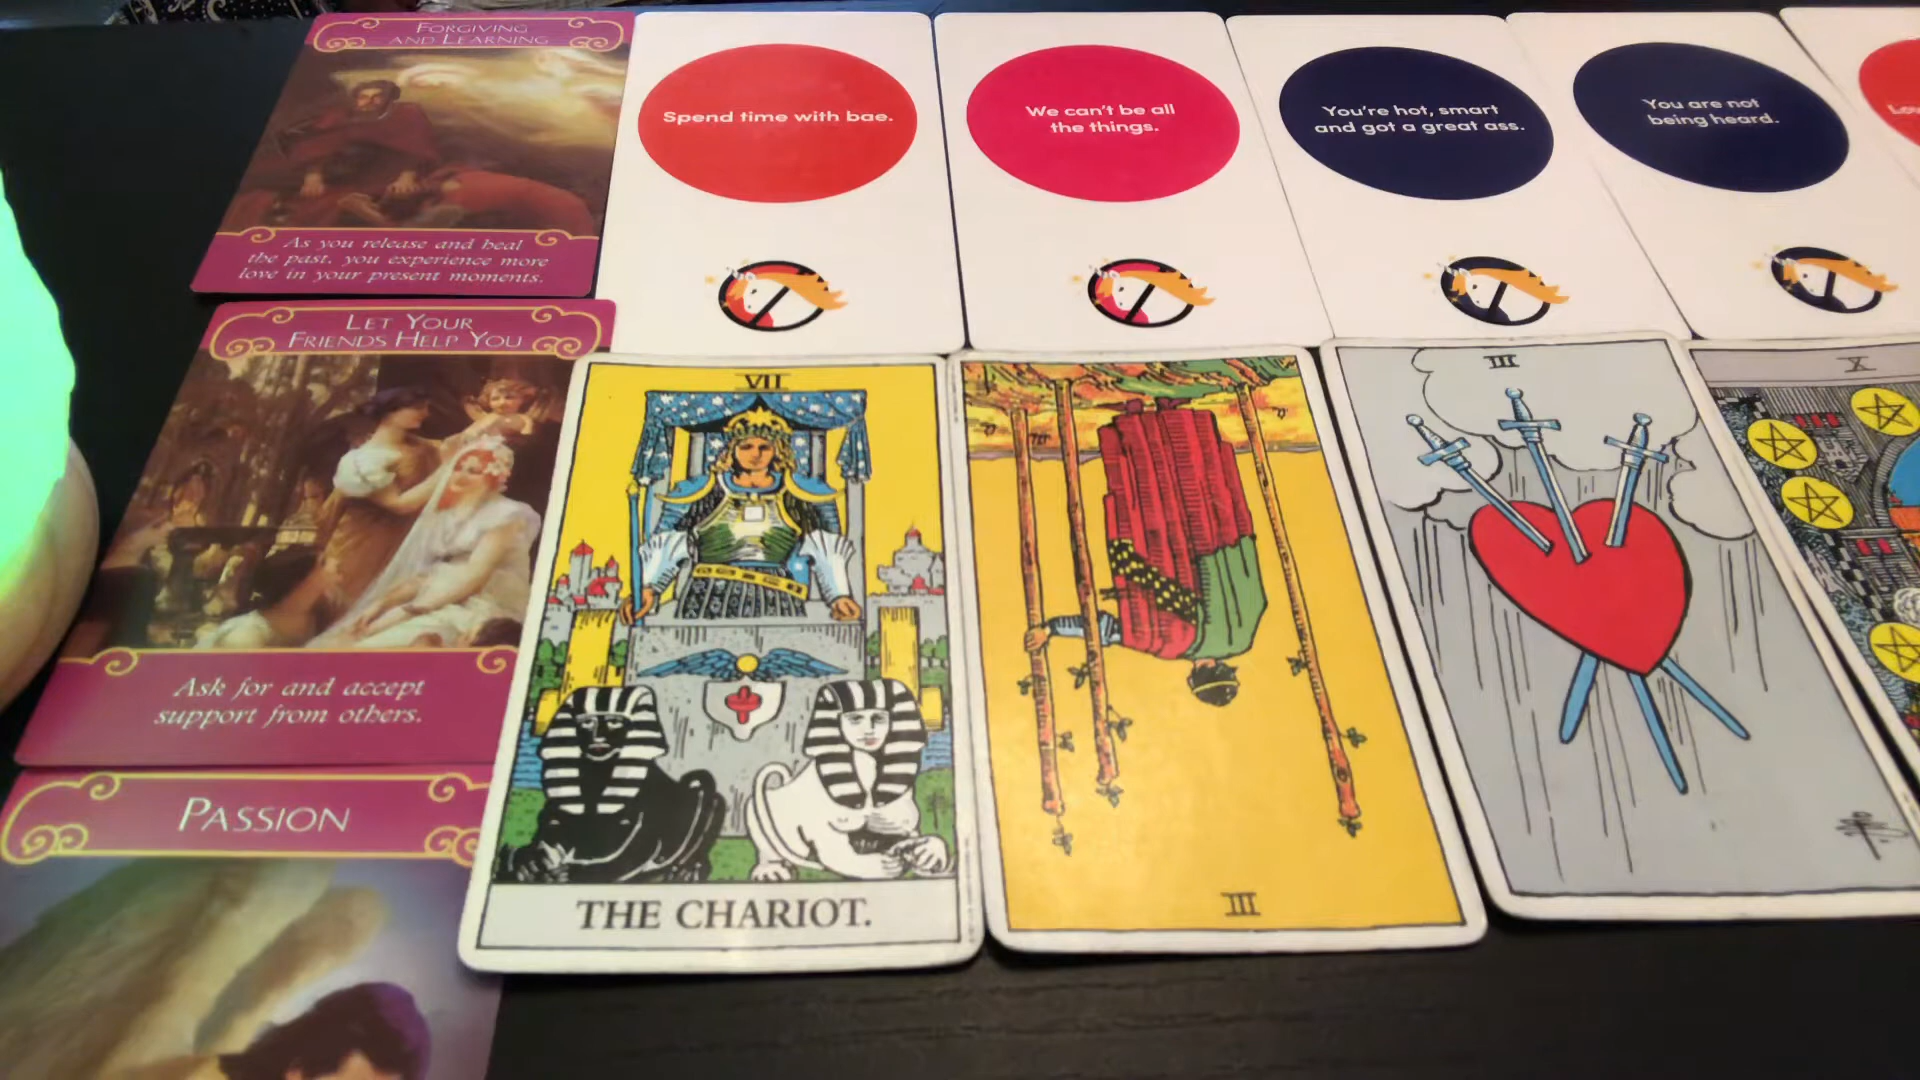 FORGIVING
AND LEARNING
As you release and heal
the past, you experience more
love in your present moments.
Spend time with bae.
We can't be all
the things.
You're hot, smart
and got a great ass.
You are not
being heard.
LET YOUR
FRIENDS HELP YOU
Ask for and accept
support from others.
PASSION
VII
THE CHARIOT.
III
III
X